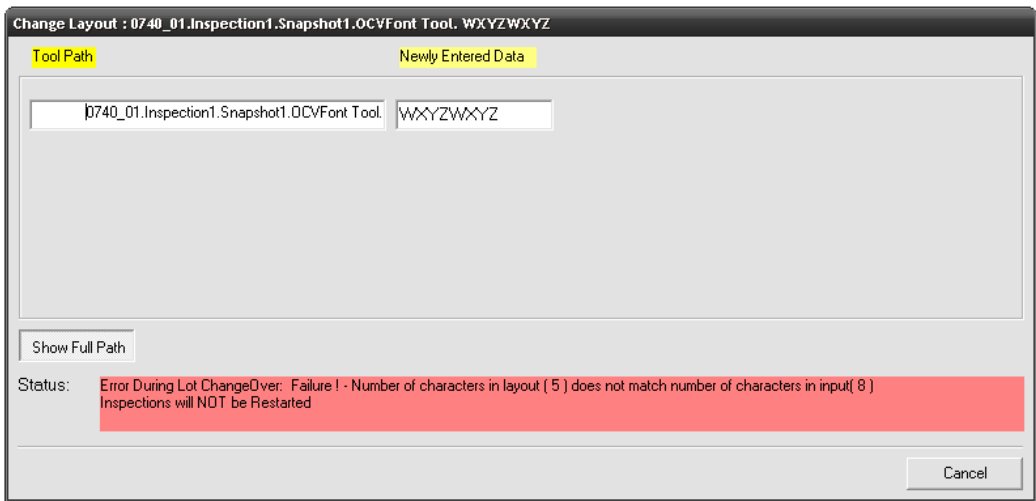 Change Layout : 0740_01.Inspection1.Snapshot1.OCVFont Tool. WXYZWXYZ
Tool Path Newly Entered Data
0740_01.Inspection1.Snapshot1.OCVFont Tool. WXYZWXYZ
Show Full Path
Status: Error During Lot ChangeOver: Failure ! - Number of characters in layout ( 5 ) does not match number of characters in input( 8 )
Inspections will NOT be Restarted
Cancel